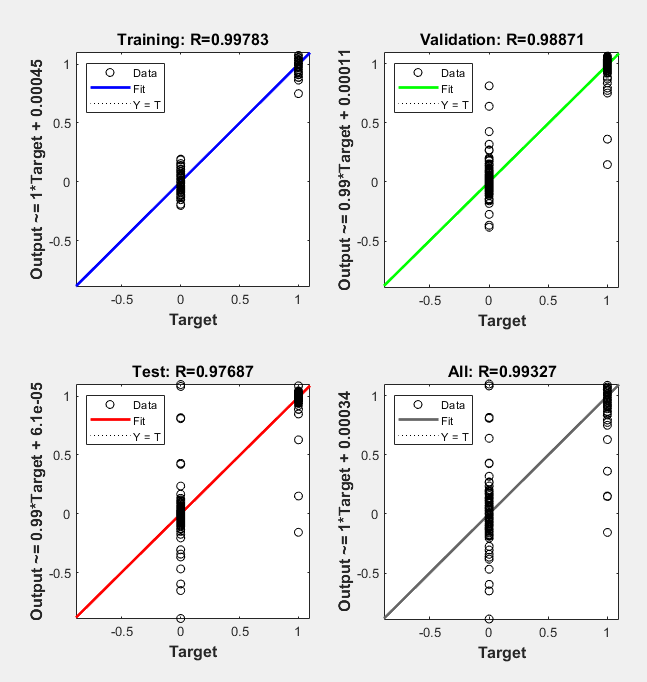 Training: R=0.99783
Output ~= 1*Target + 0.00045
1
0.5
0
-0.5
Data
Fit
Y = T
-0.5
0
0.5
1
Target
Validation: R=0.98871
Output ~= 0.99*Target + 0.00011
1
0.5
0
-0.5
Data
Fit
Y = T
-0.5
0
0.5
1
Target
Test: R=0.97687
Output ~= 0.99*Target + 6.1e-05
1
0.5
0
-0.5
Data
Fit
Y = T
-0.5
0
0.5
1
Target
All: R=0.99327
Output ~= 1*Target + 0.00034
1
0.5
0
-0.5
Data
Fit
Y = T
-0.5
0
0.5
1
Target